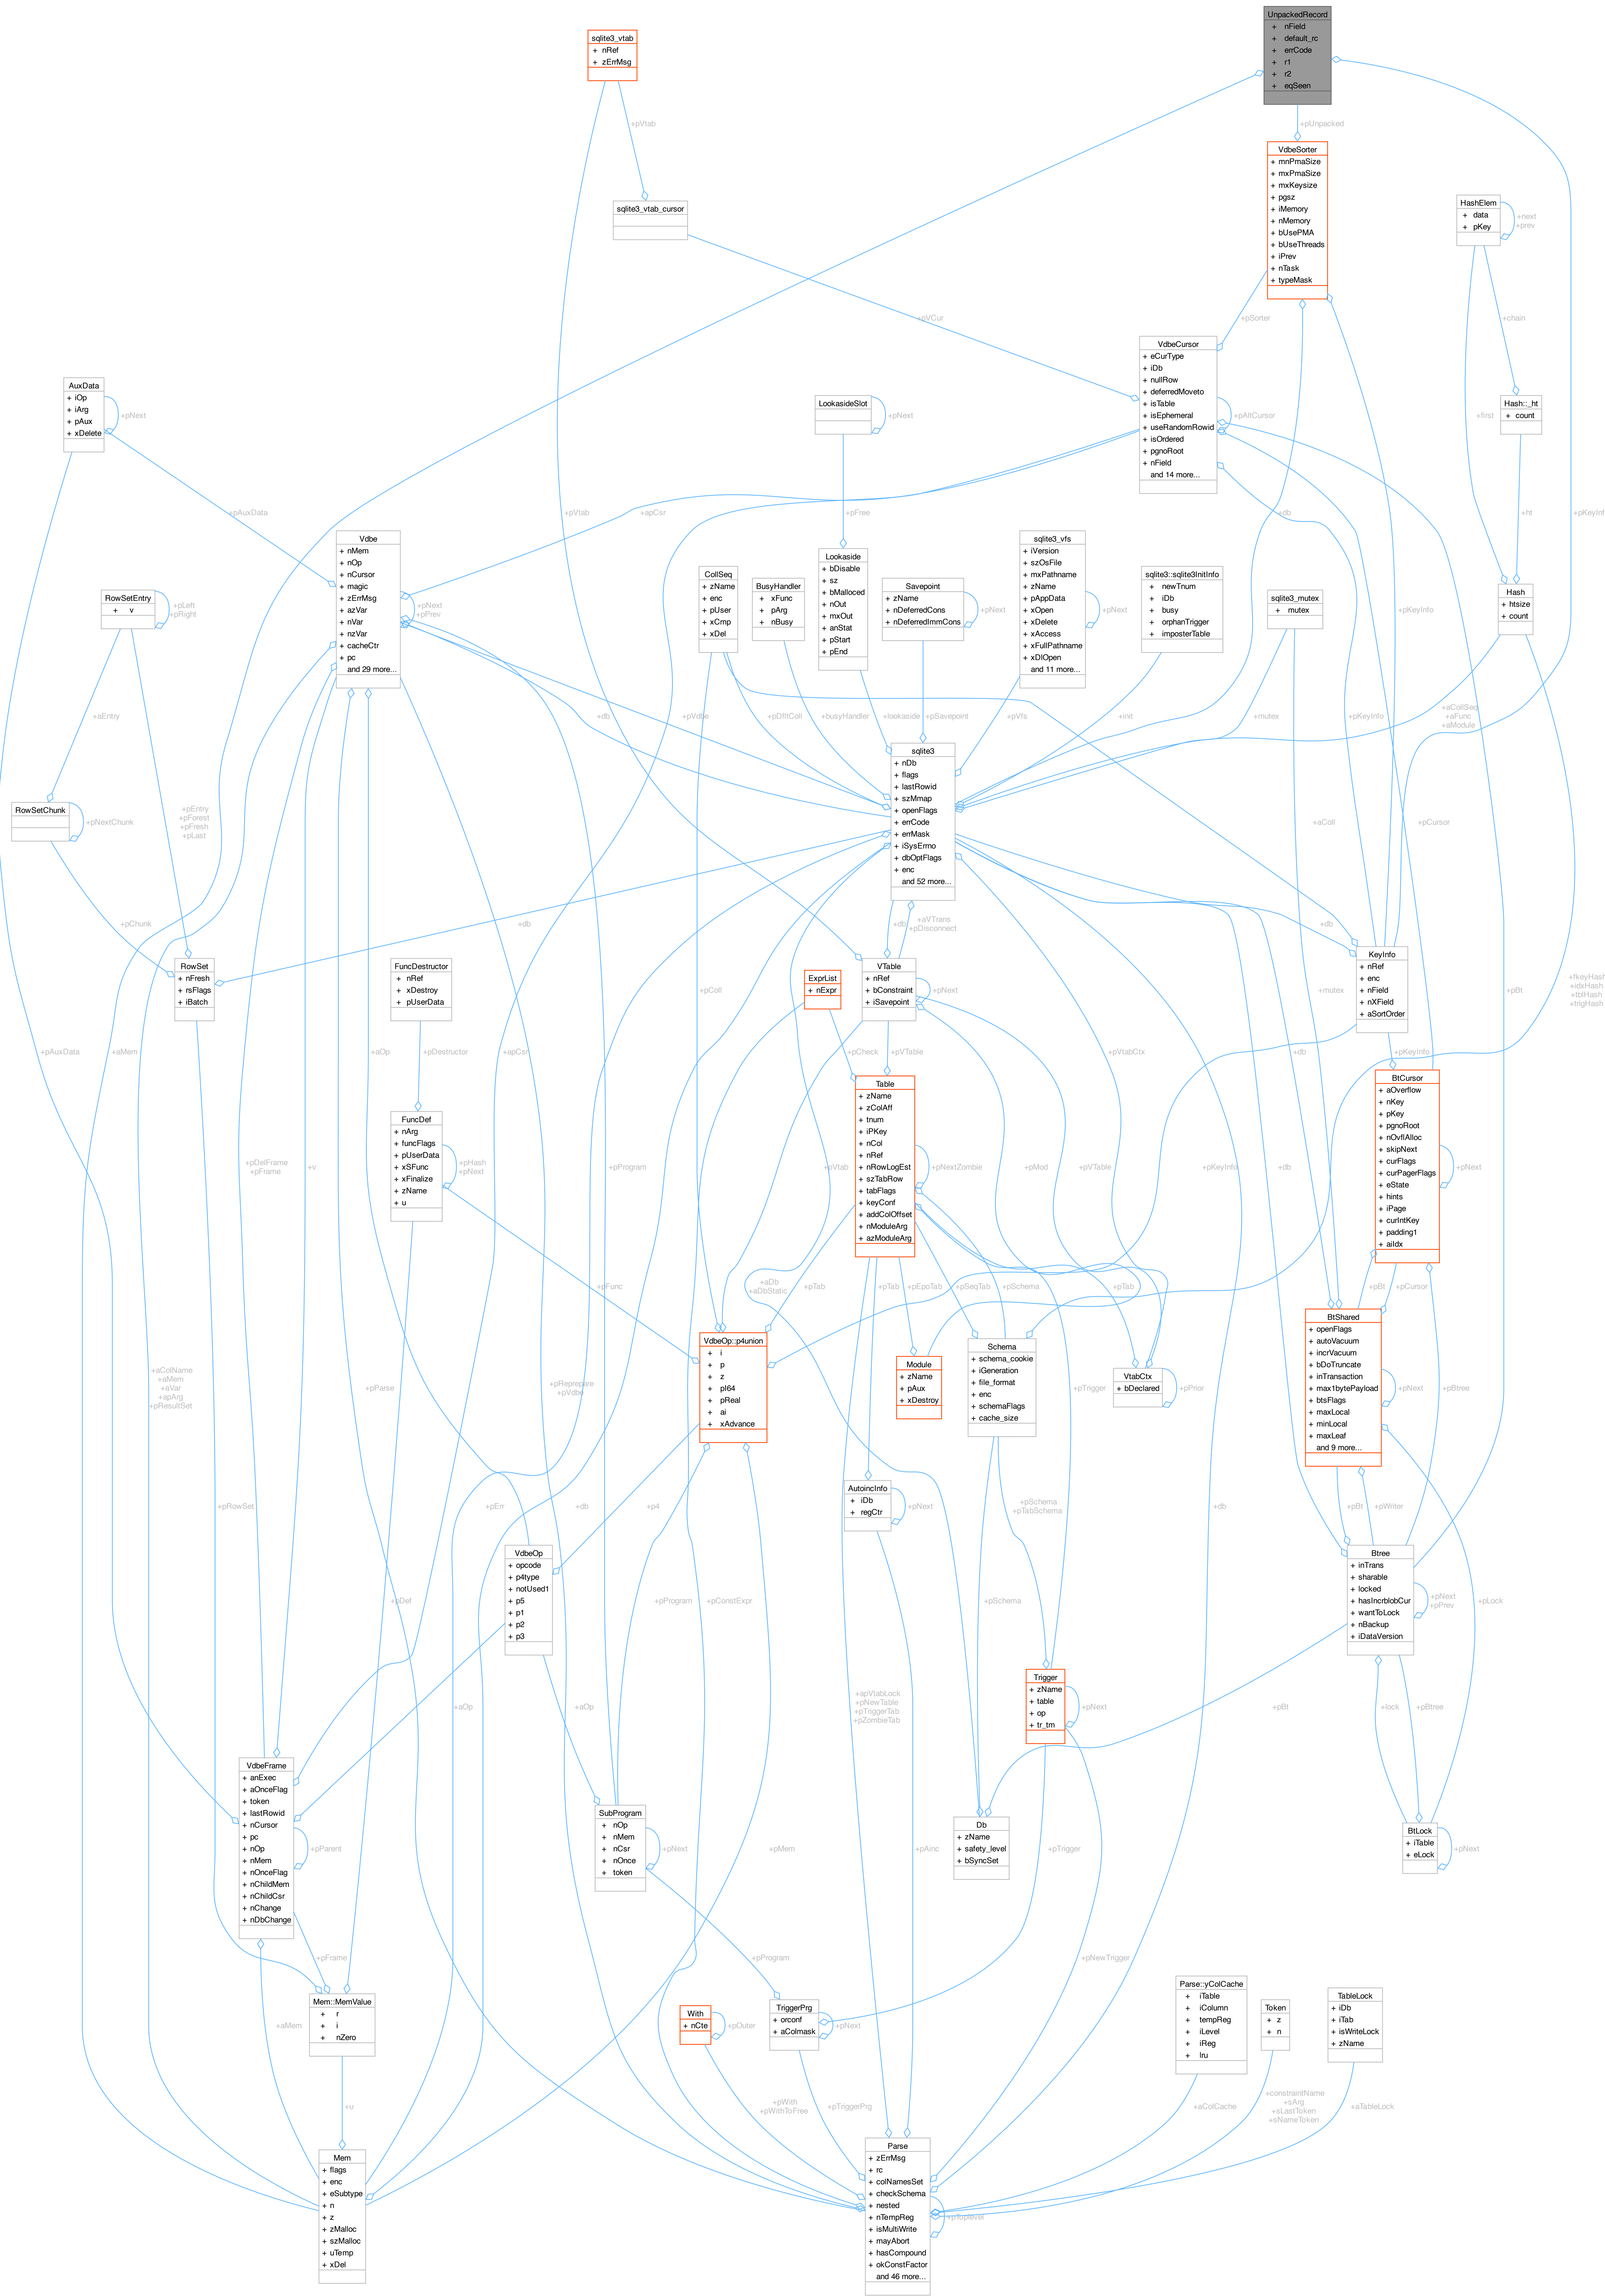 UnpackedRecord
+ nField
+ default_rc
+ errCode
+ r1
+ r2
+ eqSeen
sqlite3_vtab
+ nRef
+ zErrMsg
+pUnpacked
+pVtab
VdbeSorter
+ mnPmaSize
+ mxPmaSize
+ mxKeysize
+ pgsz
+ iMemory
+ nMemory
+ bUsePMA
+ bUseThreads
+ iPrev
+ nTask
+ typeMask
sqlite3_vtab_cursor
HashElem
+ data
+ pKey
+next
+prev
+pVCur
+pSorter
+chain
VdbeCursor
+ eCurType
+ iDb
+ nullRow
+ deferredMoveto
+ isTable
+ isEphemeral
+ useRandomRowid
+ isOrdered
+ pgnoRoot
+ nField
and 14 more...
+pAltCursor
AuxData
+ iOp
+ iArg
+ pAux
+ xDelete
+pNext
LookasideSlot
+pNext
+first
Hash::_ht
+ count
+pAuxData
+pVtab
+apCsr
+pFree
+db
+ht
+pKeyInf
Vdbe
+ nMem
+ nOp
+ nCursor
+ magic
+ zErrMsg
+ azVar
+ nVar
+ nzVar
+ cacheCtr
+ pc
and 29 more...
+pNext
+pPrev
RowSetEntry
+ v
+pLeft
+pRight
CollSeq
+ zName
+ enc
+ pUser
+ xCmp
+ xDel
BusyHandler
+ xFunc
+ pArg
+ nBusy
Lookaside
+ bDisable
+ sz
+ bMalloced
+ nOut
+ mxOut
+ anStat
+ pStart
+ pEnd
Savepoint
+ zName
+ nDeferredCons
+ nDeferredImmCons
+pNext
sqlite3_vfs
+ iVersion
+ szOsFile
+ mxPathname
+ zName
+ pAppData
+ xOpen
+ xDelete
+ xAccess
+ xFullPathname
+ xDlOpen
and 11 more...
+pNext
sqlite3::sqlite3InitInfo
+ newTnum
+ iDb
+ busy
+ orphanTrigger
+ imposterTable
sqlite3_mutex
+ mutex
+pKeyInfo
Hash
+ htsize
+ count
+aEntry
+db
+pVdbe
+pDfltColl
+busyHandler
+lookaside
+pSavepoint
+pVfs
+init
+mutex
+pKeyInfo
+aCollSeq
+aFunc
+aModule
sqlite3
+ nDb
+ flags
+ lastRowid
+ szMmap
+ openFlags
+ errCode
+ errMask
+ iSysErrno
+ dbOptFlags
+ enc
and 52 more...
RowSetChunk
+pNextChunk
+pEntry
+pForest
+pFresh
+pLast
+aColl
+pCursor
+pChunk
+db
+db
+aVTrans
+pDisconnect
+db
RowSet
+ nFresh
+ rsFlags
+ iBatch
FuncDestructor
+ nRef
+ xDestroy
+ pUserData
+pColl
ExprList
+ nExpr
VTable
+ nRef
+ bConstraint
+ iSavepoint
+pNext
KeyInfo
+ nRef
+ enc
+ nField
+ nXField
+ aSortOrder
+mutex
+pBt
+fkeyHash
+idxHash
+tblHash
+trigHash
+pAuxData
+aMem
+aOp
+pDestructor
+apCsr
+pCheck
+pVTable
+pVtabCtx
+db
+pKeyInfo
Table
+ zName
+ zColAff
+ tnum
+ iPKey
+ nCol
+ nRef
+ nRowLogEst
+ szTabRow
+ tabFlags
+ keyConf
+ addColOffset
+ nModuleArg
+ azModuleArg
+pNextZombie
BtCursor
+ aOverflow
+ nKey
+ pKey
+ pgnoRoot
+ nOvflAlloc
+ skipNext
+ curFlags
+ curPagerFlags
+ eState
+ hints
+ iPage
+ curIntKey
+ padding1
+ aiIdx
+pNext
FuncDef
+ nArg
+ funcFlags
+ pUserData
+ xSFunc
+ xFinalize
+ zName
+ u
+pHash
+pNext
+pDelFrame
+pFrame
+v
+pProgram
+pVtab
+pMod
+pVTable
+pKeyInfo
+db
+pFunc
+aDb
+aDbStatic
+pTab
+pTab
+pEpoTab
+pSeqTab
+pSchema
+pTab
+pBt
+pCursor
VdbeOp::p4union
+ i
+ p
+ z
+ pI64
+ pReal
+ ai
+ xAdvance
Module
+ zName
+ pAux
+ xDestroy
Schema
+ schema_cookie
+ iGeneration
+ file_format
+ enc
+ schemaFlags
+ cache_size
VtabCtx
+ bDeclared
+pPrior
BtShared
+ openFlags
+ autoVacuum
+ incrVacuum
+ bDoTruncate
+ inTransaction
+ max1bytePayload
+ btsFlags
+ maxLocal
+ minLocal
+ maxLeaf
and 9 more...
+pNext
+pBtree
+aColName
+aMem
+aVar
+apArg
+pResultSet
+pParse
+pReprepare
+pVdbe
+pTrigger
+pRowSet
+pErr
+db
+p4
AutoincInfo
+ iDb
+ regCtr
+pNext
+pSchema
+pTabSchema
+db
+pBt
+pWriter
VdbeOp
+ opcode
+ p4type
+ notUsed1
+ p5
+ p1
+ p2
+ p3
Btree
+ inTrans
+ sharable
+ locked
+ hasIncrblobCur
+ wantToLock
+ nBackup
+ iDataVersion
+pNext
+pPrev
+pLock
+pDef
+pProgram
+pConstExpr
+pSchema
+apVtabLock
+pNewTable
+pTriggerTab
+pZombieTab
Trigger
+ zName
+ table
+ op
+ tr_tm
+pNext
+pBt
+lock
+pBtree
+aOp
+aOp
VdbeFrame
+ anExec
+ aOnceFlag
+ token
+ lastRowid
+ nCursor
+ pc
+ nOp
+ nMem
+ nOnceFlag
+ nChildMem
+ nChildCsr
+ nChange
+ nDbChange
+pParent
SubProgram
+ nOp
+ nMem
+ nCsr
+ nOnce
+ token
+pNext
+pMem
+pAinc
Db
+ zName
+ safety_level
+ bSyncSet
+pTrigger
BtLock
+ iTable
+ eLock
+pNext
+pFrame
+pProgram
+pNewTrigger
Mem::MemValue
+ r
+ i
+ nZero
+aMem
With
+ nCte
+pOuter
TriggerPrg
+ orconf
+ aColmask
+pNext
Parse::yColCache
+ iTable
+ iColumn
+ tempReg
+ iLevel
+ iReg
+ lru
Token
+ z
+ n
TableLock
+ iDb
+ iTab
+ isWriteLock
+ zName
+u
+pWith
+pWithToFree
+pTriggerPrg
+aColCache
+constraintName
+sArg
+sLastToken
+sNameToken
+aTableLock
Mem
+ flags
+ enc
+ eSubtype
+ n
+ z
+ zMalloc
+ szMalloc
+ uTemp
+ xDel
Parse
+ zErrMsg
+ rc
+ colNamesSet
+ checkSchema
+ nested
+ nTempReg
+ isMultiWrite
+ mayAbort
+ hasCompound
+ okConstFactor
and 46 more...
+pToplevel